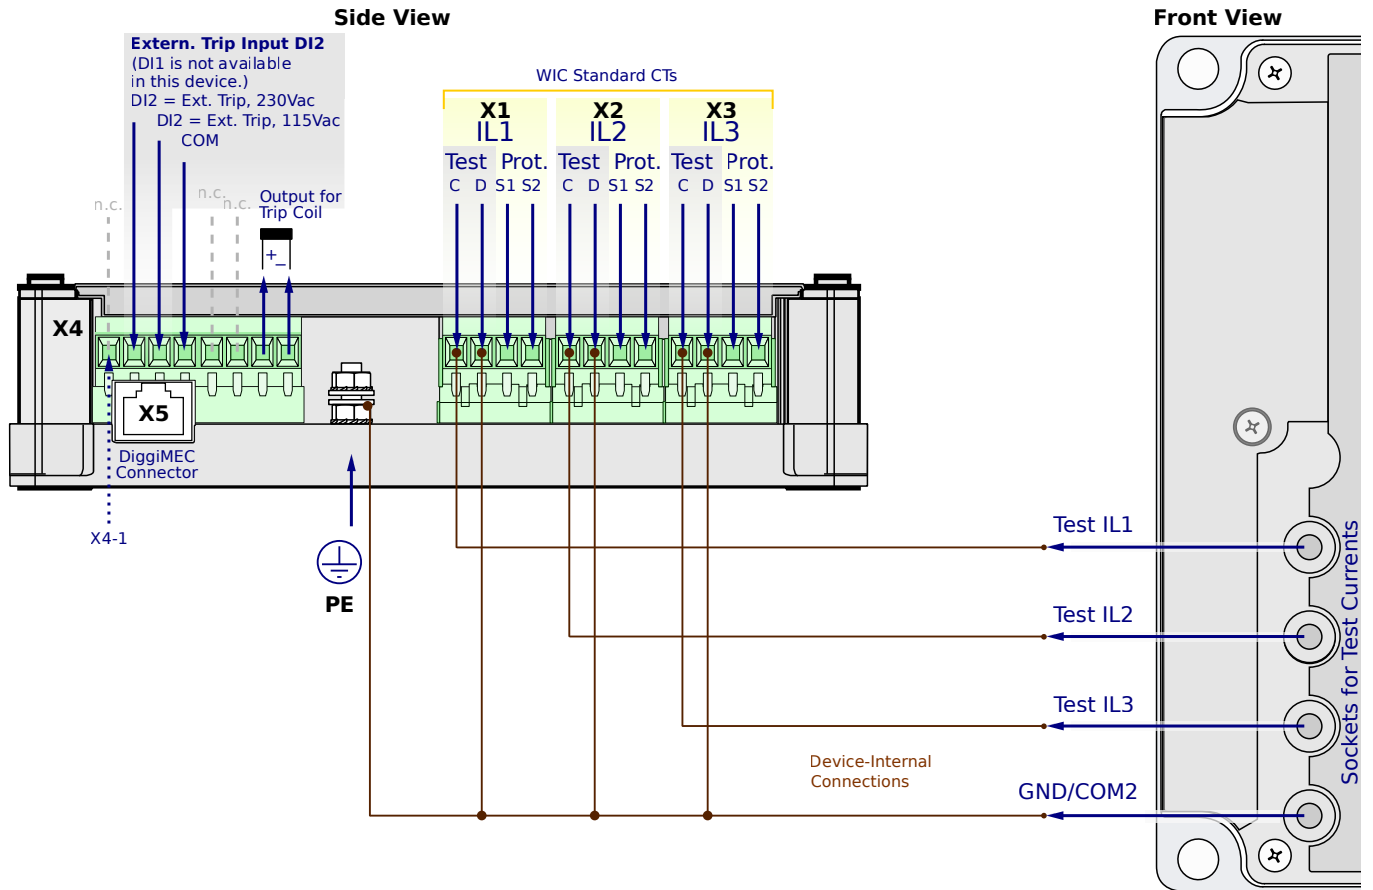 Side View
Front View
Extern. Trip Input DI2
(DI1 is not available
in this device.)
DI2 = Ext. Trip, 230Vac
DI2 = Ext. Trip, 115Vac
COM
n.c.
n.c.
n.c.
Output for
Trip Coil
+
−
WIC Standard CTs
X1
IL1
Test Prot.
C D S1 S2
X2
IL2
Test Prot.
C D S1 S2
X3
IL3
Test Prot.
C D S1 S2
X4
X5
DiggiMEC
Connector
X4-1
PE
Test IL1
Test IL2
Test IL3
GND/COM2
Device-Internal
Connections
Sockets for Test Currents